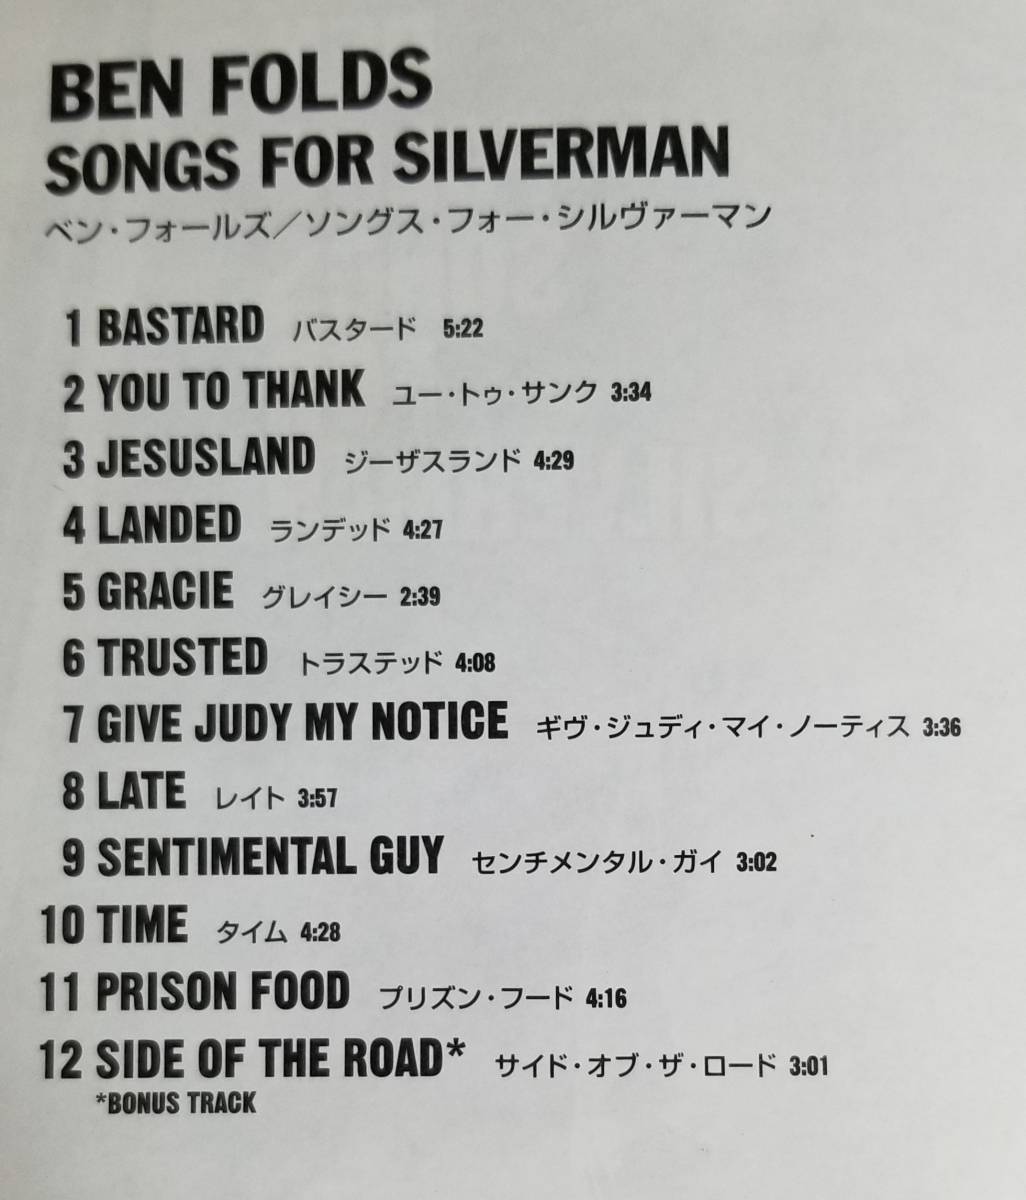 BEN FOLDS
SONGS FOR SILVERMAN
ベン・フォールズ／ソングス・フォー・シルヴァーマン
1 BASTARD バスタード 5:22
2 YOU TO THANK ユー・トゥ・サンク 3:34
3 JESUSLAND ジーザスランド 4:29
4 LANDED ランデッド 4:27
5 GRACIE グレイシー 2:39
6 TRUSTED トラステッド 4:08
7 GIVE JUDY MY NOTICE ギヴ・ジュディ・マイ・ノーティス 3:36
8 LATE レイト 3:57
9 SENTIMENTAL GUY センチメンタル・ガイ 3:02
10 TIME タイム 4:28
11 PRISON FOOD プリズン・フード 4:16
12 SIDE OF THE ROAD* サイド・オブ・ザ・ロード 3:01
*BONUS TRACK